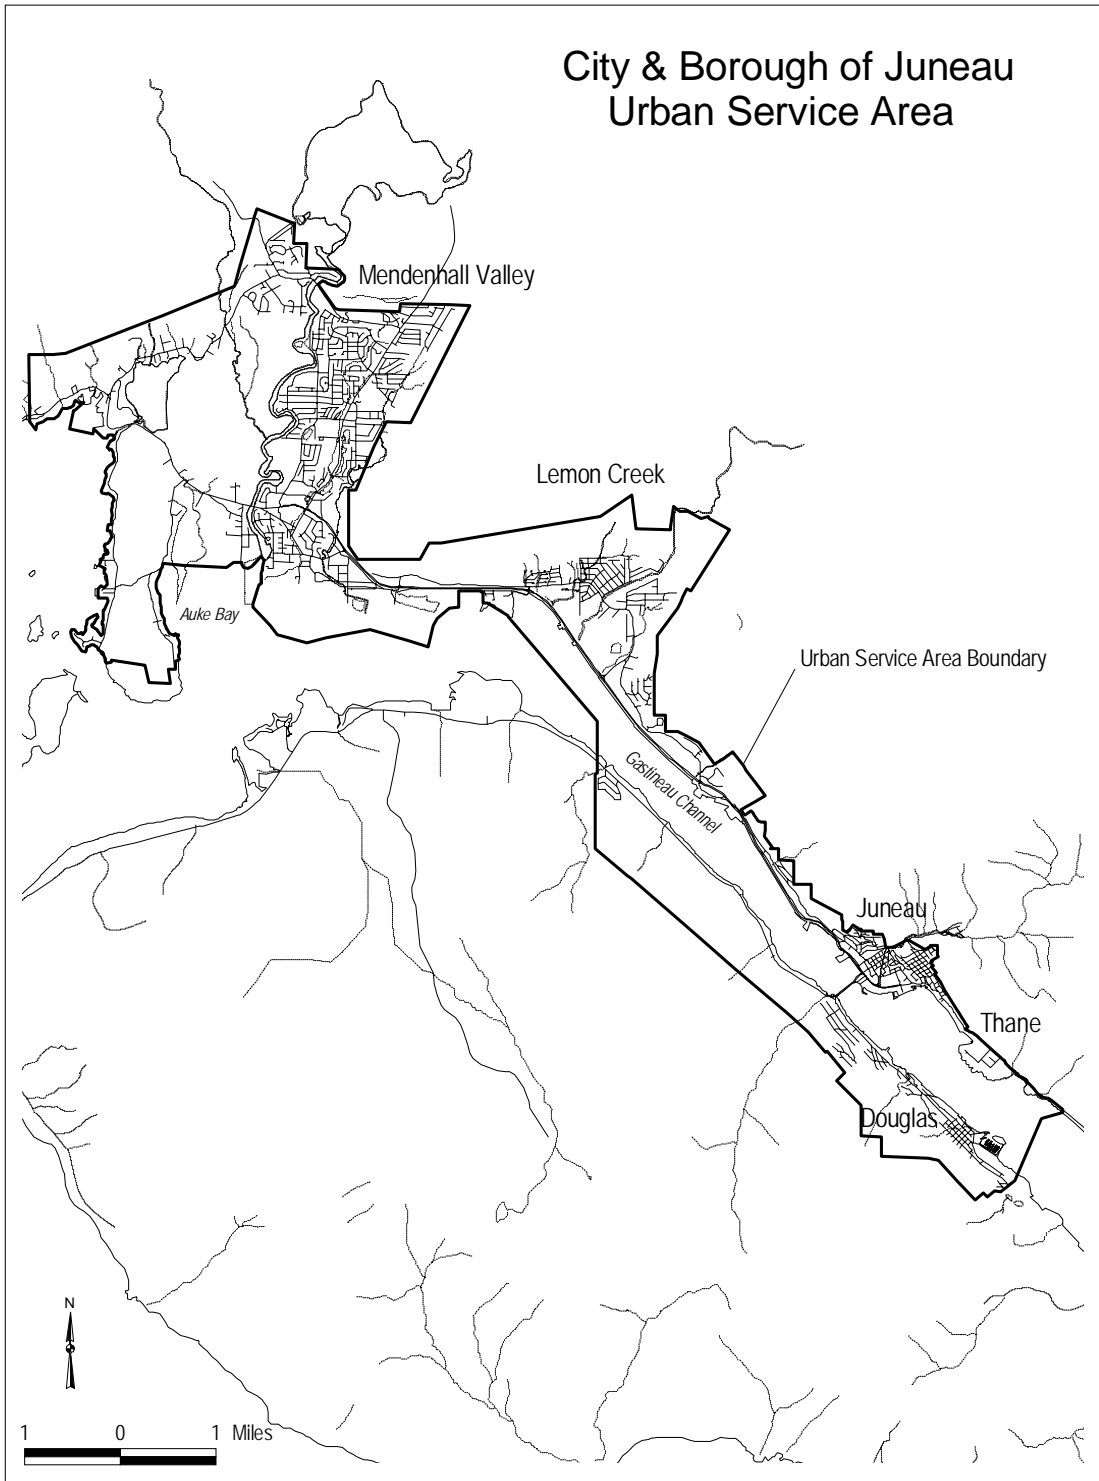 City & Borough of Juneau
Urban Service Area
Mendenhall Valley
Lemon Creek
Auke Bay
Urban Service Area Boundary
Gastineau Channel
Juneau
Thane
Douglas
N
1 0 1 Miles